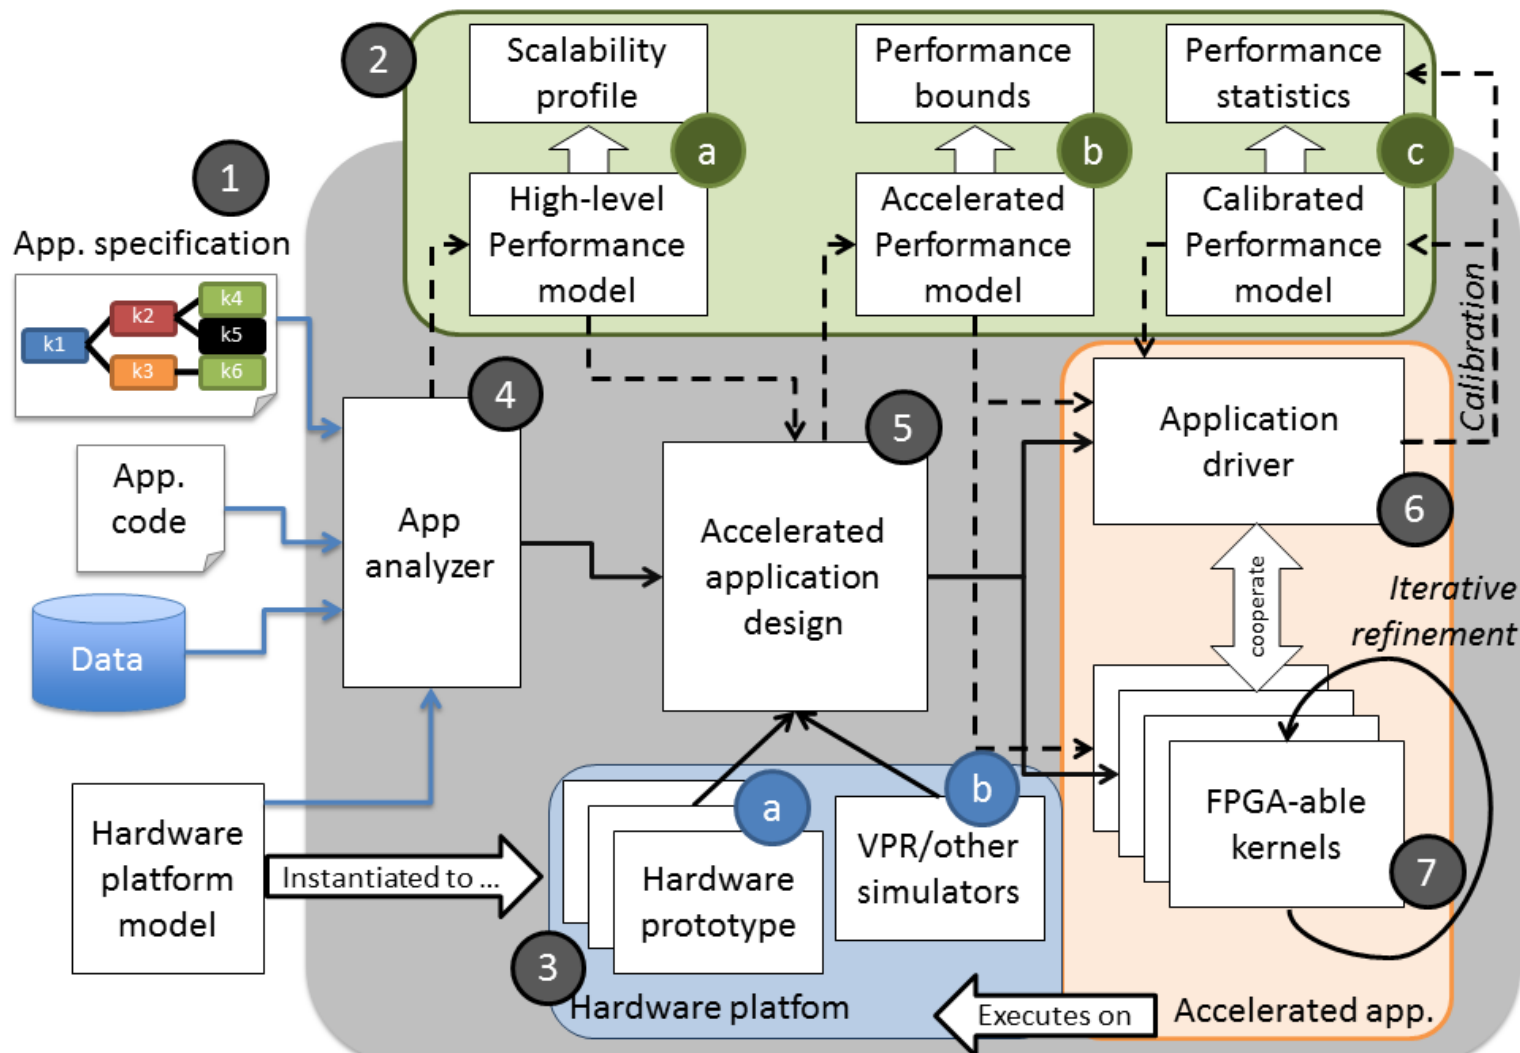 2
Scalability
profile
Performance
bounds
Performance
statistics
a
b
c
1
High-level
Performance
model
Accelerated
Performance
model
Calibrated
Performance
model
App. specification
k1
k2
k3
k4
k5
k6
Calibration
4
5
Application
driver
6
App.
code
App
analyzer
Accelerated
application
design
cooperate
Iterative
refinement
Data
Hardware
platform
model
Instantiated to ...
a
b
Hardware
prototype
VPR/other
simulators
FPGA-able
kernels
7
3
Hardware platfom
Executes on
Accelerated app.